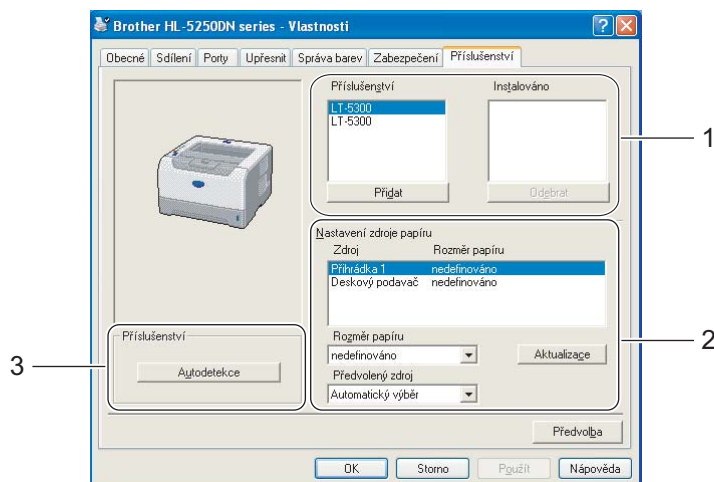 Brother HL-5250DN series - Vlastnosti
Obecné Sdílení Porty Upřesnit Správa barev Zabezpečení Příslušenství
Příslušenství Instalováno
LT-5300
LT-5300
1
Přidat Odebrat
Nastavení zdroje papíru
Zdroj Rozměr papíru
Přihrádka 1 nedefinováno
Deskový podavač nedefinováno
Příslušenství
Rozměr papíru
2
nedefinováno Aktualizace
3
Autodetekce
Předvolený zdroj
Automatický výběr
Předvolba
OK Storno Použít Nápověda